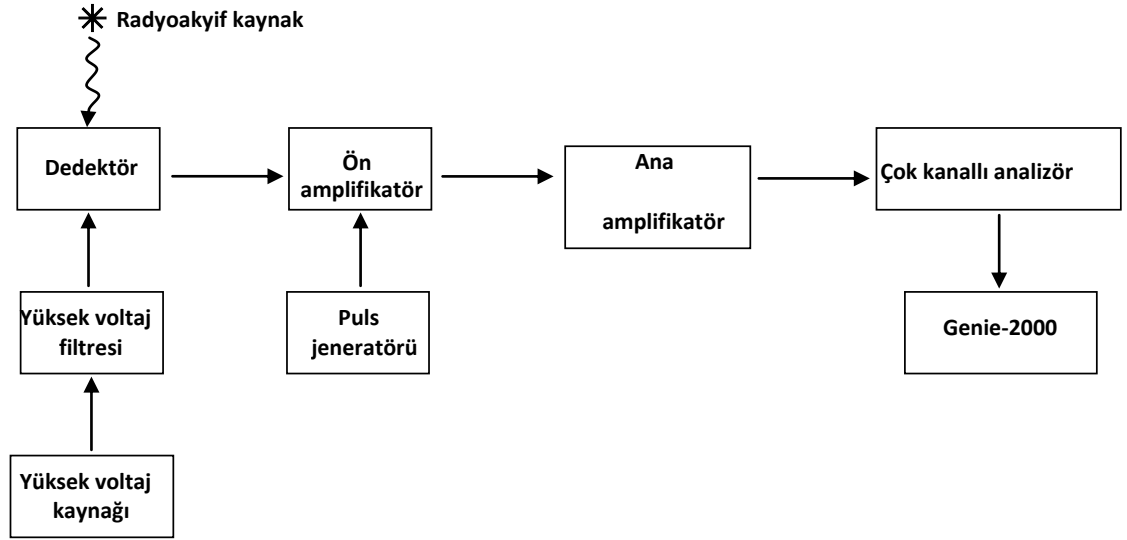 Radyoakyif kaynak
Dedektör
Ön
amplifikatör
Ana
amplifikatör
Çok kanallı analizör
Yüksek voltaj
filtresi
Puls
jeneratörü
Genie-2000
Yüksek voltaj
kaynağı